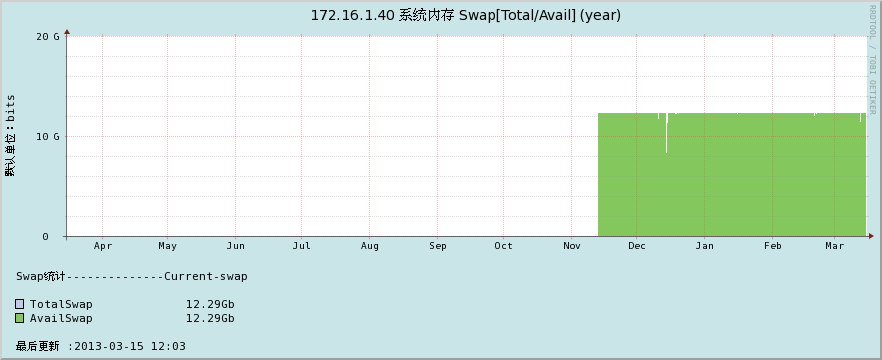 172.16.1.40 系统内存 Swap[Total/Avail] (year)
RRDTOOL / TOBI OETIKER
默认单位：bits
20 G
10 G
0
Apr May Jun Jul Aug Sep Oct Nov Dec Jan Feb Mar
Swap统计--------------Current-swap
TotalSwap 12.29Gb
AvailSwap 12.29Gb
最后更新 :2013-03-15 12:03